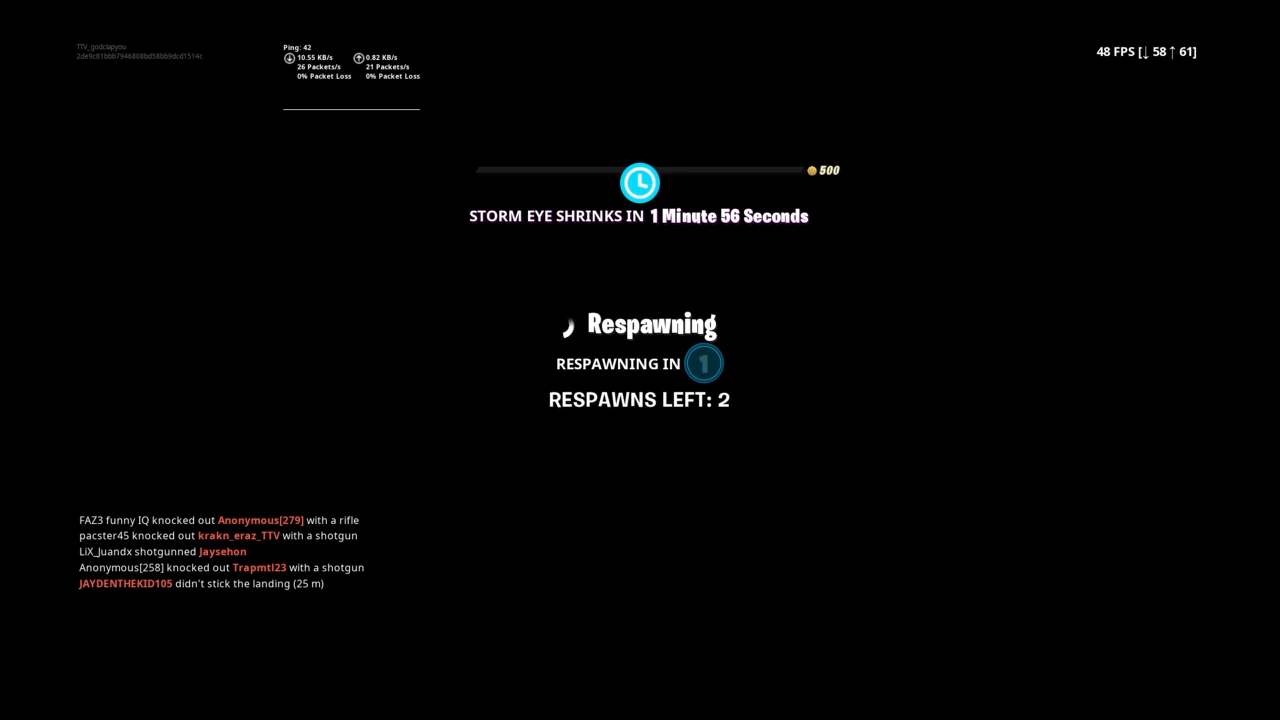 TTV_godclapyou
Ping: 42
10.55 KB/s 0.82 KB/s
26 Packets/s 21 Packets/s
0% Packet Loss 0% Packet Loss
48 FPS [↓ 58 ↑ 61]
500
STORM EYE SHRINKS IN 1 Minute 56 Seconds
Respawning
RESPAWNING IN 1
RESPAWNS LEFT: 2
FAZ3 funny IQ knocked out Anonymous[279] with a rifle
pacster45 knocked out krakn_eraz_TTV with a shotgun
LiX_Juandx shotgunned Jaysehon
Anonymous[258] knocked out Trapmtl23 with a shotgun
JAYDENTHEKID105 didn't stick the landing (25 m)